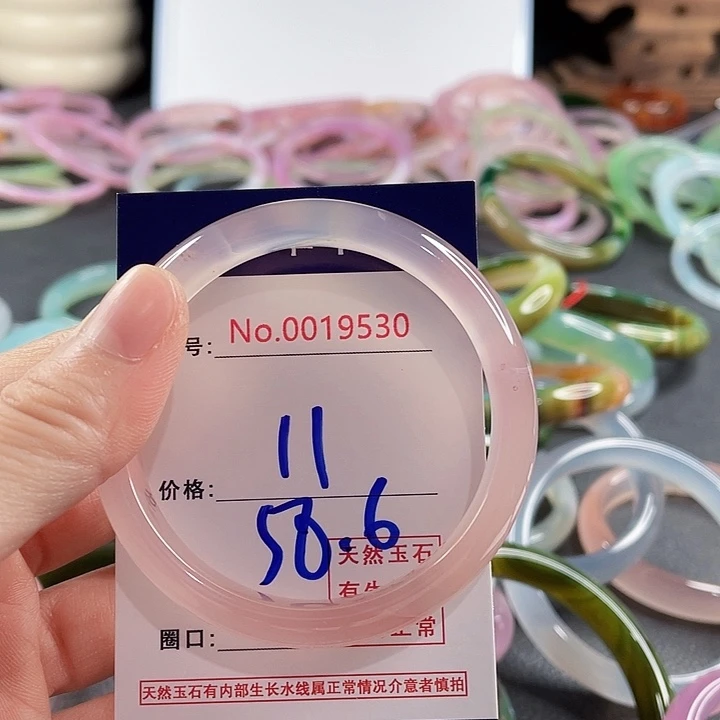 号: No.0019530
11
价格:
58.6
天然玉石
有生
圈口:
正常
天然玉石有内部生长水线属正常情况介意者慎拍